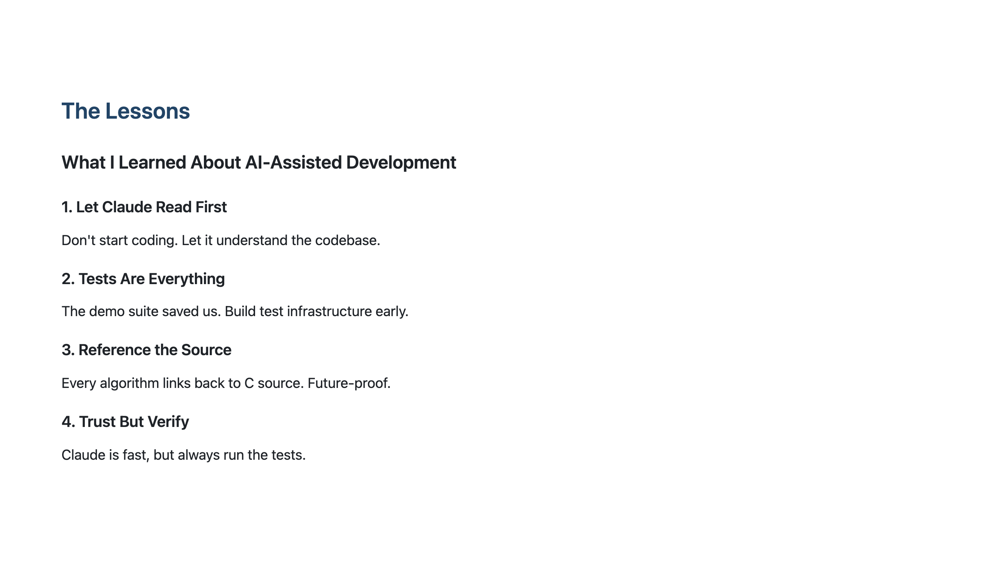 The Lessons
What I Learned About AI-Assisted Development
1. Let Claude Read First
Don't start coding. Let it understand the codebase.
2. Tests Are Everything
The demo suite saved us. Build test infrastructure early.
3. Reference the Source
Every algorithm links back to C source. Future-proof.
4. Trust But Verify
Claude is fast, but always run the tests.